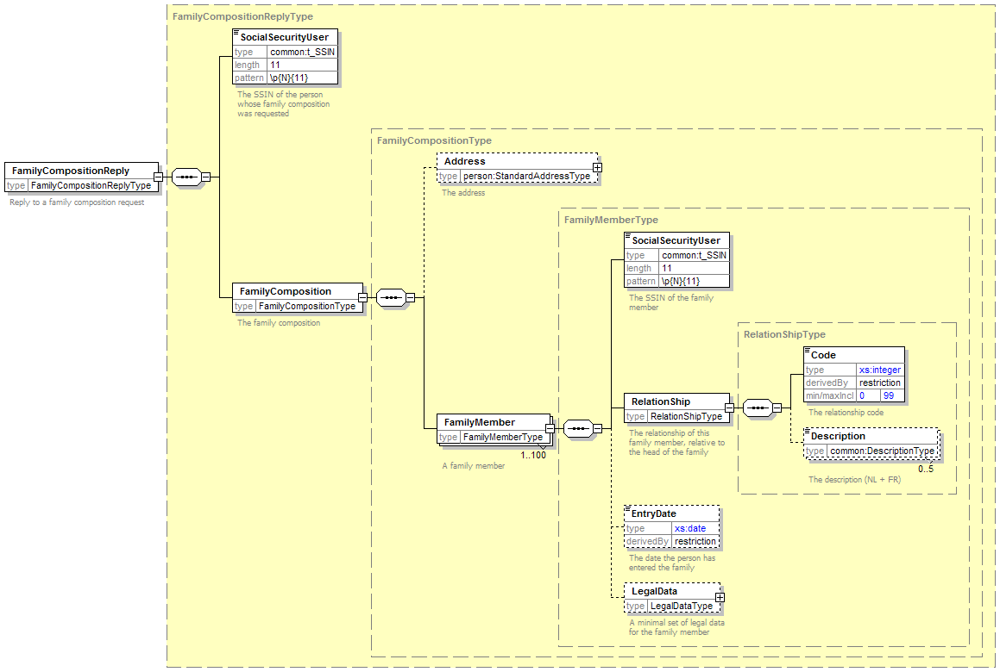 FamilyCompositionReplyType
SocialSecurityUser
type common:t_SSIN
length 11
pattern \p{N}{11}
The SSIN of the person
whose family composition
was requested
FamilyCompositionType
Address
type person:StandardAddressType
The address
FamilyCompositionReply
type FamilyCompositionReplyType
Reply to a family composition request
FamilyMemberType
SocialSecurityUser
type common:t_SSIN
length 11
pattern \p{N}{11}
The SSIN of the family
member
FamilyComposition
type FamilyCompositionType
The family composition
RelationShipType
Code
type xs:integer
derivedBy restriction
min/maxIncl 0 99
The relationship code
RelationShip
type RelationShipType
The relationship of this
family member, relative to
the head of the family
FamilyMember
type FamilyMemberType
1..100
A family member
Description
type common:DescriptionType
0..5
The description (NL + FR)
EntryDate
type xs:date
derivedBy restriction
The date the person has
entered the family
LegalData
type LegalDataType
A minimal set of legal data
for the family member